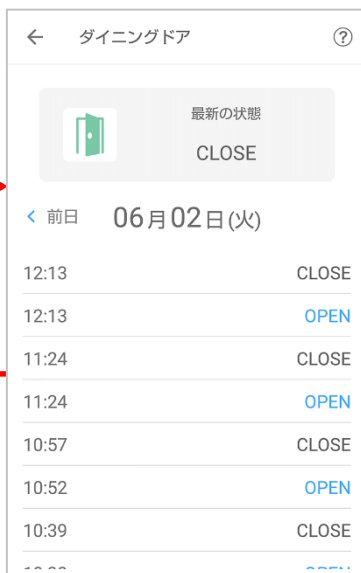 ダイニングドア
最新の状態
CLOSE
前日 06月02日(火)
12:13 CLOSE
12:13 OPEN
11:24 CLOSE
11:24 OPEN
10:57 CLOSE
10:52 OPEN
10:39 CLOSE
OPEN